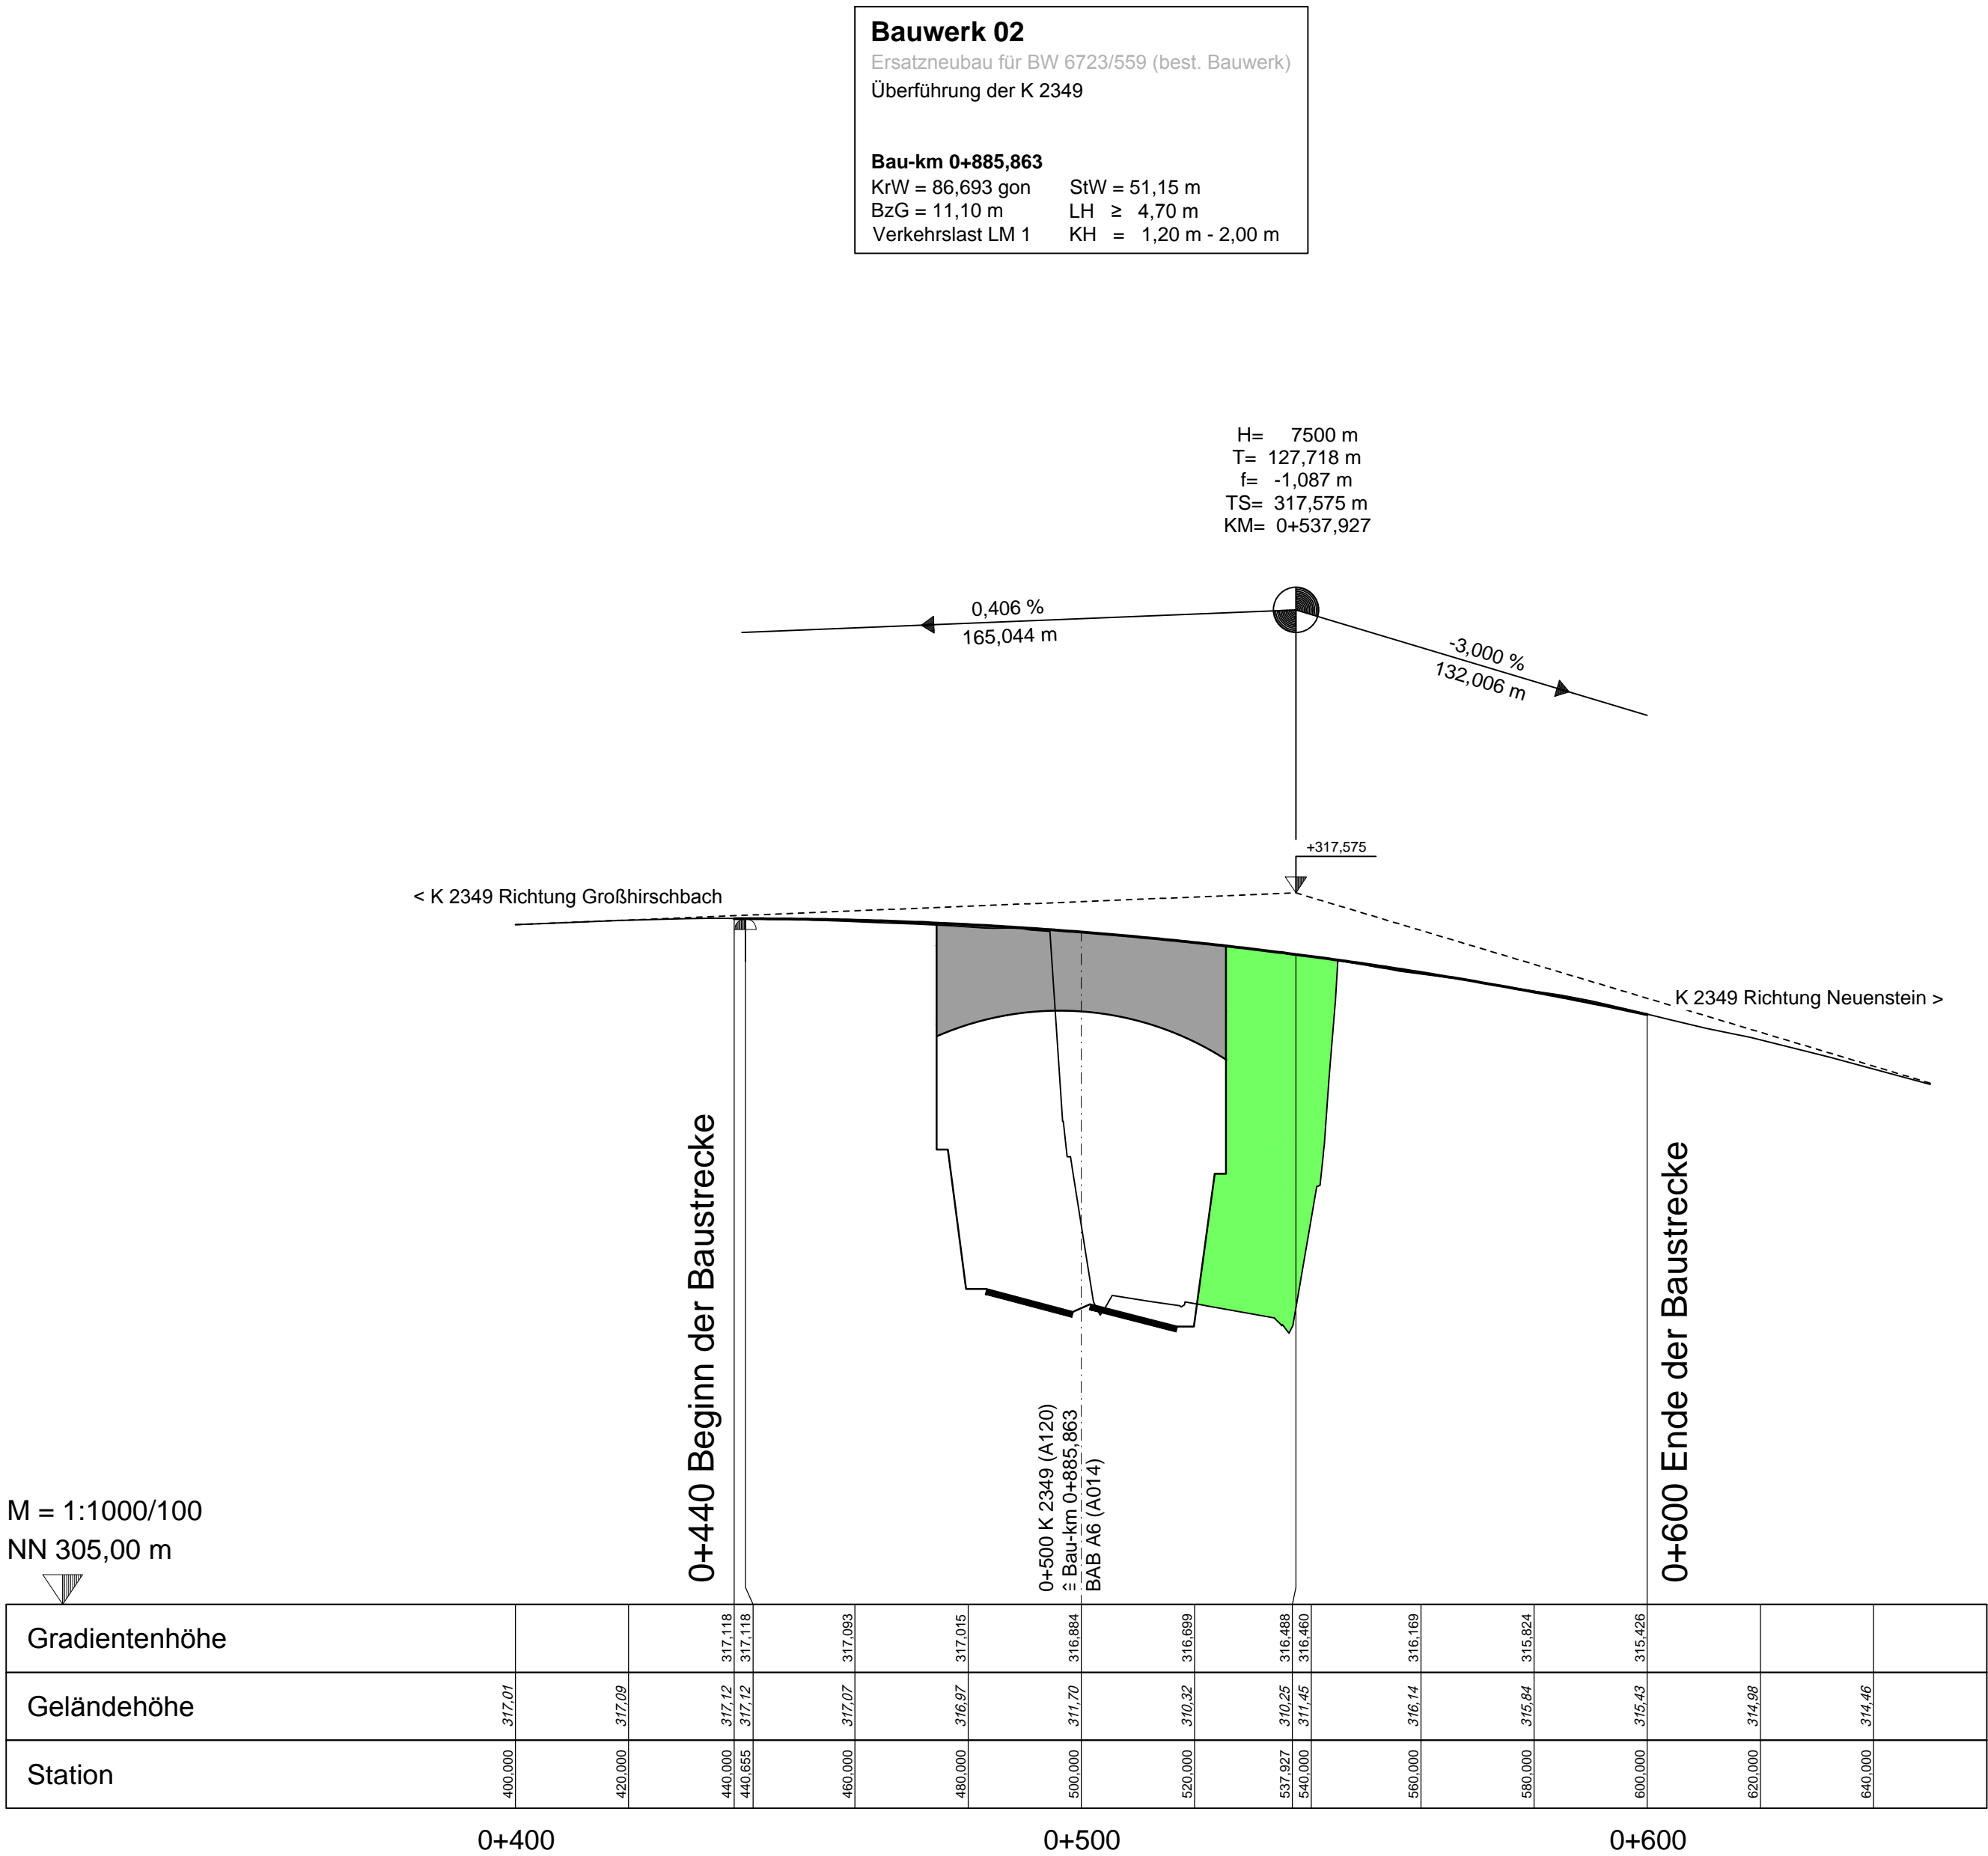 Bauwerk 02
Ersatzneubau für BW 6723/559 (best. Bauwerk)
Überführung der K 2349
Bau-km 0+885,863
KrW = 86,693 gon StW = 51,15 m
BzG = 11,10 m LH ≥ 4,70 m
Verkehrslast LM 1 KH = 1,20 m - 2,00 m
H= 7500 m
T= 127,718 m
f= -1,087 m
TS= 317,575 m
KM= 0+537,927
0,406 %
165,044 m
-3,000 %
132,006 m
+317,575
< K 2349 Richtung Großhirschbach
K 2349 Richtung Neuenstein >
0+440 Beginn der Baustrecke
0+500 K 2349 (A120)
≙ Bau-km 0+885,863
BAB A6 (A014)
0+600 Ende der Baustrecke
M = 1:1000/100
NN 305,00 m
Gradientenhöhe 317,118 317,118 317,093 317,015 316,884 316,699 316,488 316,460 316,169 315,824 315,426
Geländehöhe 317,01 317,09 317,12 317,12 317,07 316,97 311,70 310,32 310,25 311,45 316,14 315,84 315,43 314,98 314,46
Station 400,000 420,000 440,000 440,655 460,000 480,000 500,000 520,000 537,927 540,000 560,000 580,000 600,000 620,000 640,000
0+400 0+500 0+600